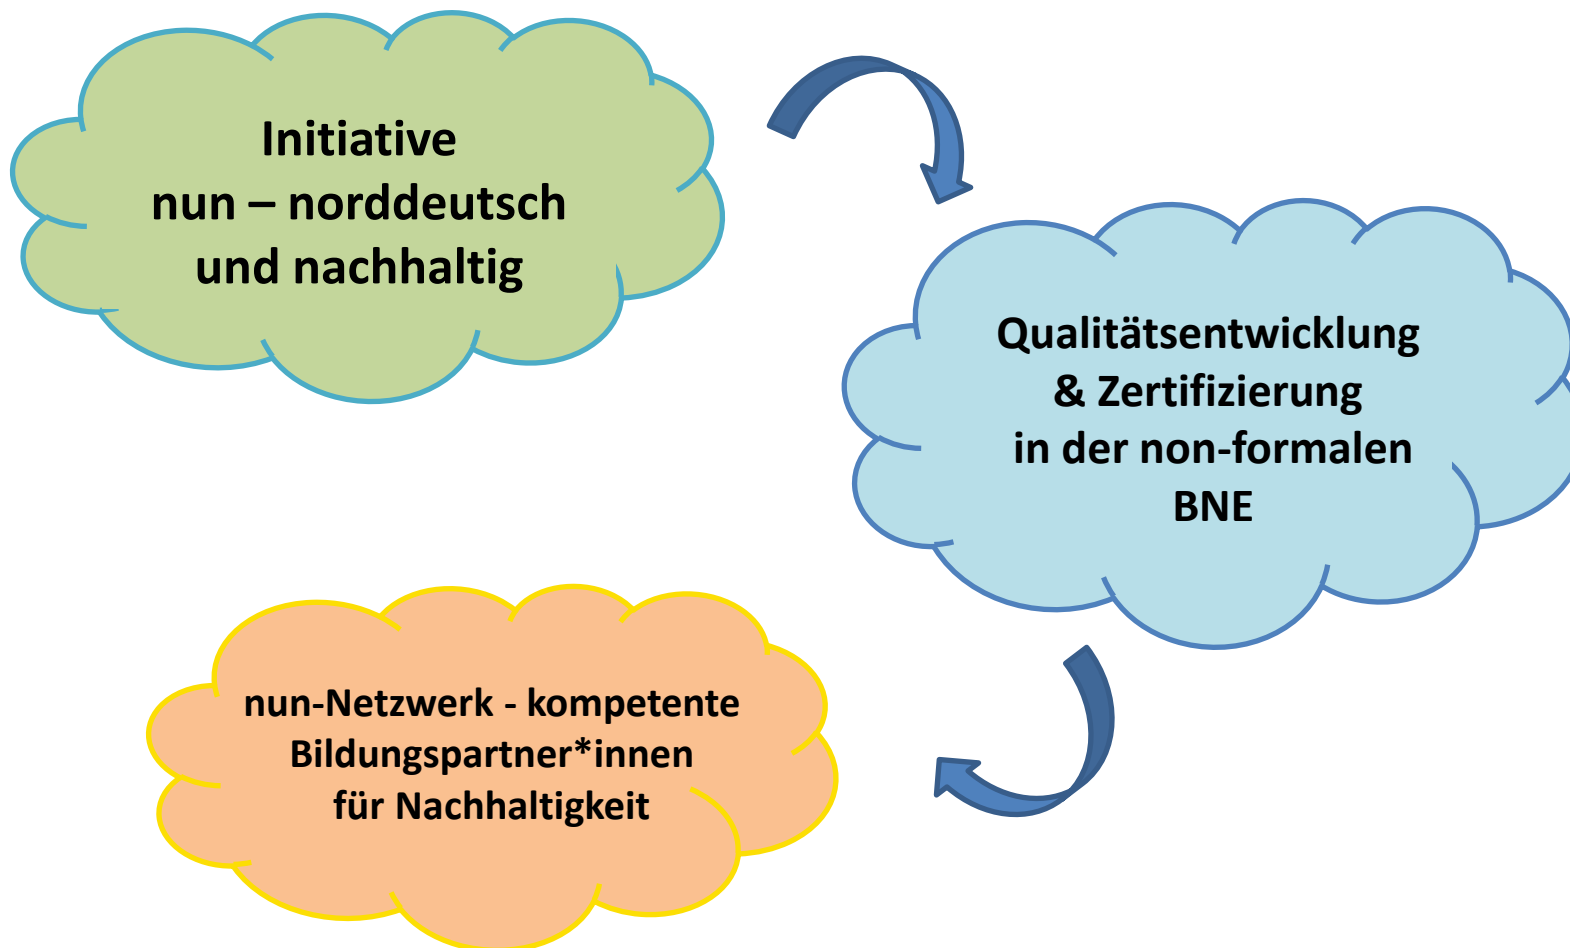 Initiative
nun – norddeutsch
und nachhaltig
Qualitätsentwicklung
& Zertifizierung
in der non-formalen
BNE
nun-Netzwerk - kompetente
Bildungspartner*innen
für Nachhaltigkeit